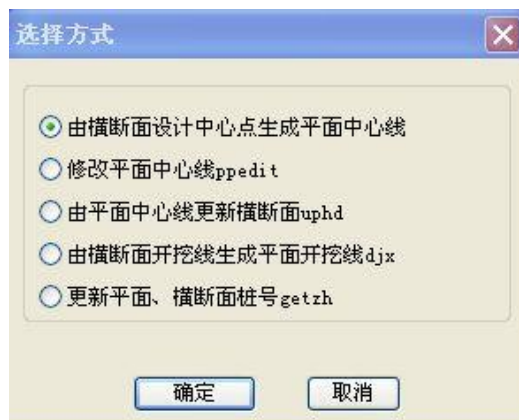 选择方式
由横断面设计中心点生成平面中心线
修改平面中心线ppedit
由平面中心线更新横断面uphd
由横断面开挖线生成平面开挖线djx
更新平面、横断面桩号getzh
确定
取消